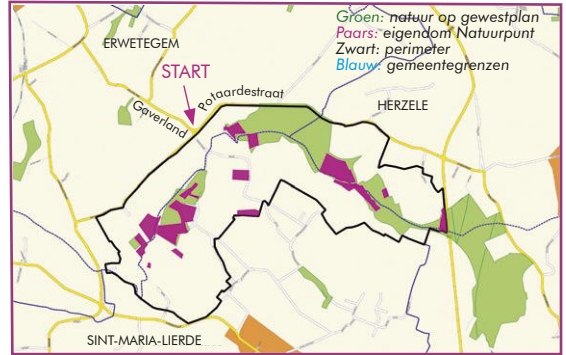 Groen: natuur op gewestplan
Paars: eigendom Natuurpunt
Zwart: perimeter
Blauw: gemeentegrenzen
ERWETEGEM
START
Potaardestraat
Gaverland
HERZELE
SINT-MARIA-LIERDE